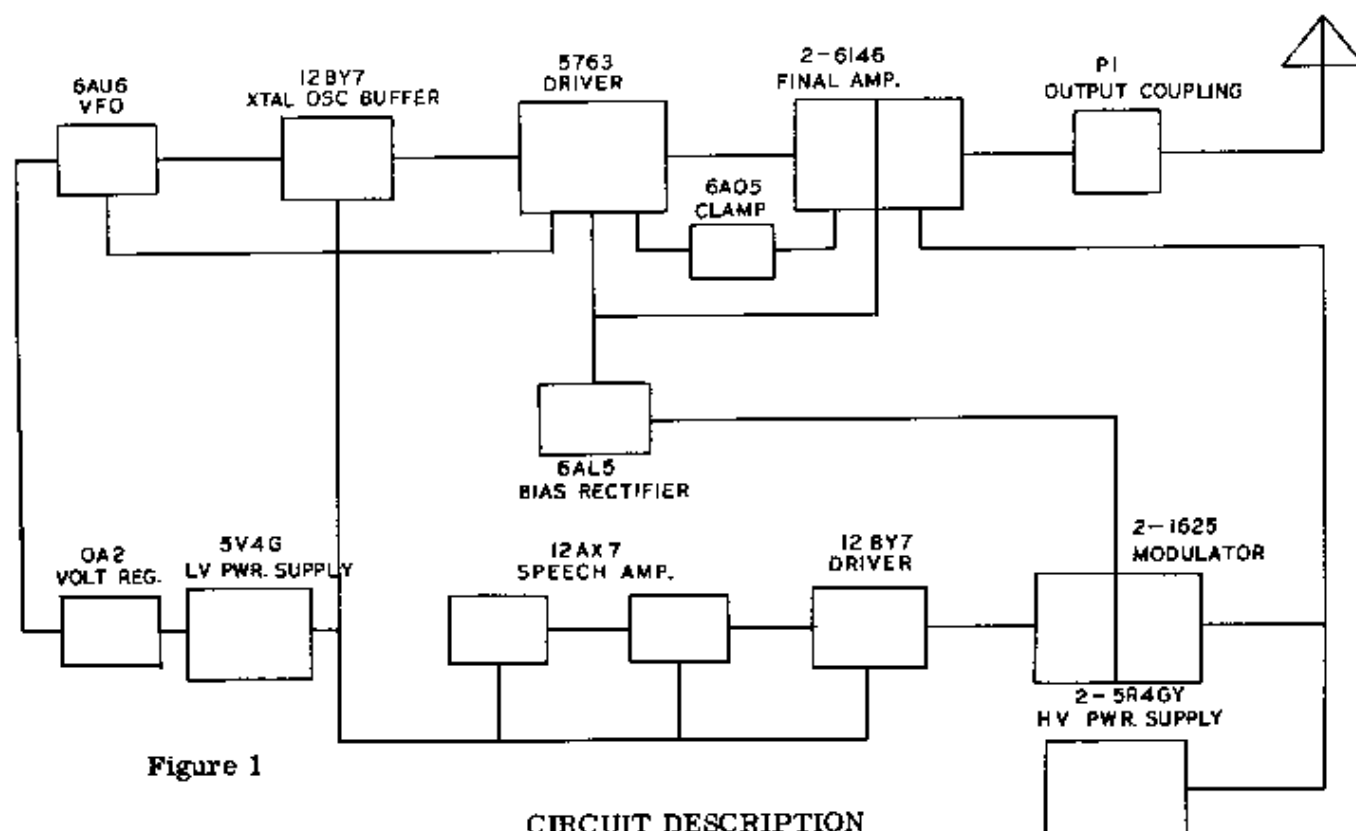 6AU6
VFO
12BY7
XTAL OSC BUFFER
5763
DRIVER
2-6146
FINAL AMP.
PI
OUTPUT COUPLING
6AQ5
CLAMP
6AL5
BIAS RECTIFIER
OA2
VOLT REG.
5V4G
LV PWR. SUPPLY
12AX7
SPEECH AMP.
12BY7
DRIVER
2-1625
MODULATOR
2-5R4GY
HV PWR. SUPPLY
Figure 1
CIRCUIT DESCRIPTION